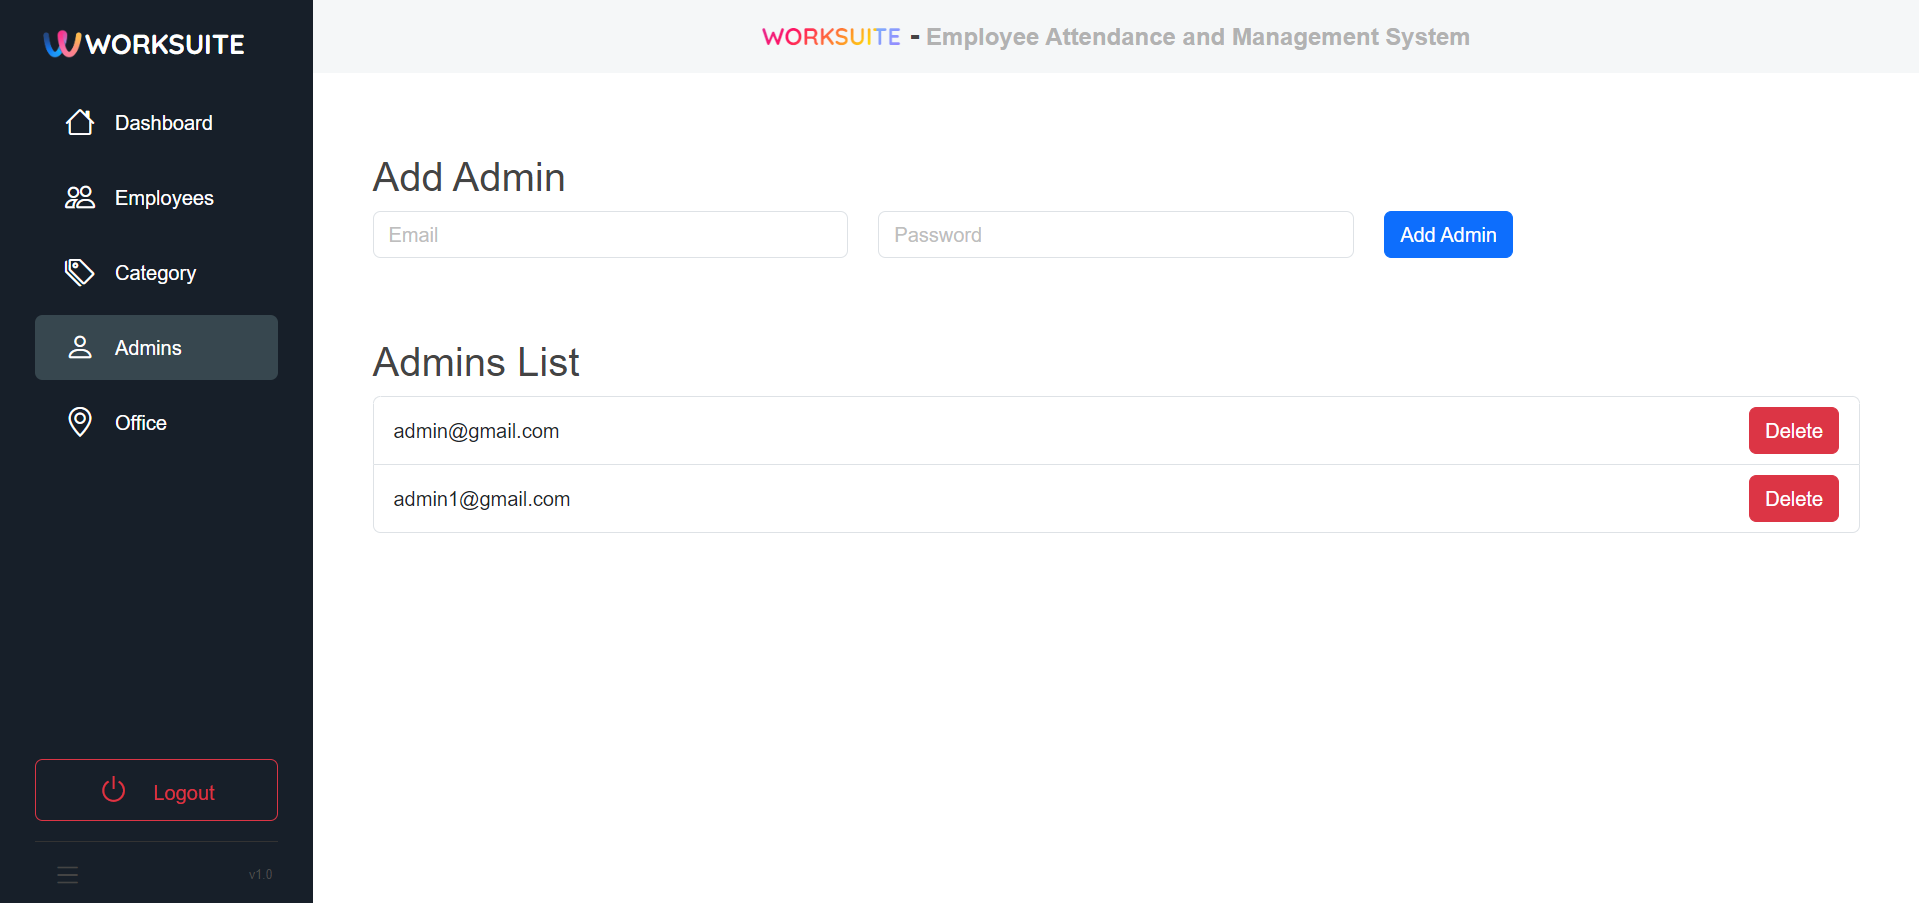 WORKSUITE
Dashboard
Employees
Category
Admins
Office
Logout
v1.0
WORKSUITE - Employee Attendance and Management System
Add Admin
Email
Password
Add Admin
Admins List
admin@gmail.com
Delete
admin1@gmail.com
Delete